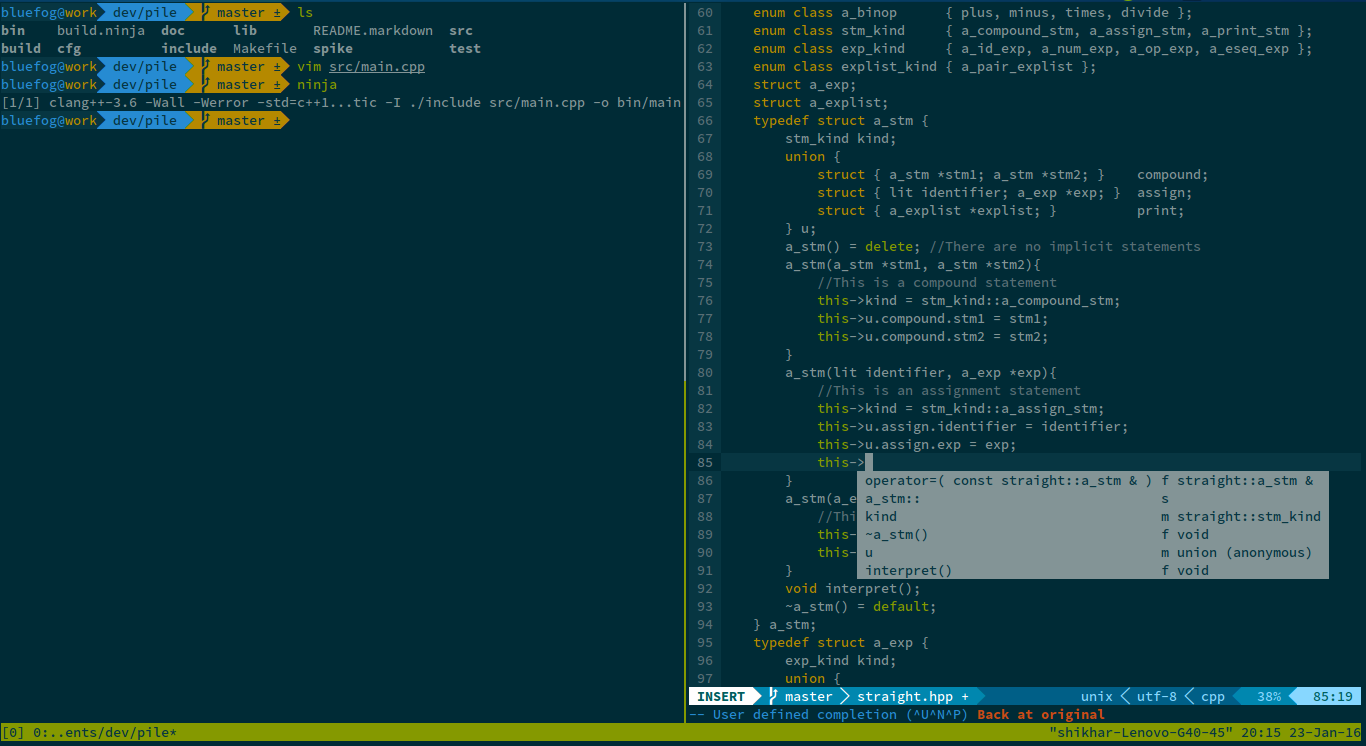 bluefog@work dev/pile master ± ls
bin    build.ninja  doc      lib       README.markdown  src
build  cfg          include  Makefile  spike            test
bluefog@work dev/pile master ± vim src/main.cpp
bluefog@work dev/pile master ± ninja
[1/1] clang++-3.6 -Wall -Werror -std=c++1...tic -I ./include src/main.cpp -o bin/main
bluefog@work dev/pile master ±
60    enum class a_binop      { plus, minus, times, divide };
61    enum class stm_kind     { a_compound_stm, a_assign_stm, a_print_stm };
62    enum class exp_kind     { a_id_exp, a_num_exp, a_op_exp, a_eseq_exp };
63    enum class explist_kind { a_pair_explist };
64    struct a_exp;
65    struct a_explist;
66    typedef struct a_stm {
67        stm_kind kind;
68        union {
69            struct { a_stm *stm1; a_stm *stm2; }    compound;
70            struct { lit identifier; a_exp *exp; }  assign;
71            struct { a_explist *explist; }          print;
72        } u;
73        a_stm() = delete; //There are no implicit statements
74        a_stm(a_stm *stm1, a_stm *stm2){
75            //This is a compound statement
76            this->kind = stm_kind::a_compound_stm;
77            this->u.compound.stm1 = stm1;
78            this->u.compound.stm2 = stm2;
79        }
80        a_stm(lit identifier, a_exp *exp){
81            //This is an assignment statement
82            this->kind = stm_kind::a_assign_stm;
83            this->u.assign.identifier = identifier;
84            this->u.assign.exp = exp;
85            this->
86        }     operator=( const straight::a_stm & ) f straight::a_stm &
87        a_stm(a_e a_stm:: s
88            //Thi kind m straight::stm_kind
89            this- ~a_stm() f void
90            this- u m union (anonymous)
91        }     interpret() f void
92        void interpret();
93        ~a_stm() = default;
94    } a_stm;
95    typedef struct a_exp {
96        exp_kind kind;
97        union {
INSERT master straight.hpp + unix utf-8 cpp 38% 85:19
-- User defined completion (^U^N^P) Back at original
[0] 0:..ents/dev/pile* "shikhar-Lenovo-G40-45" 20:15 23-Jan-16